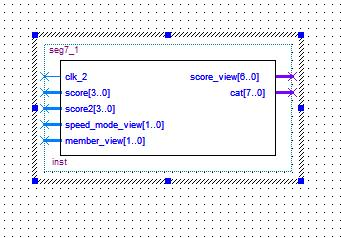 seg7_1
clk_2 score_view[6..0]
score[3..0] cat[7..0]
score2[3..0]
speed_mode_view[1..0]
member_view[1..0]
inst